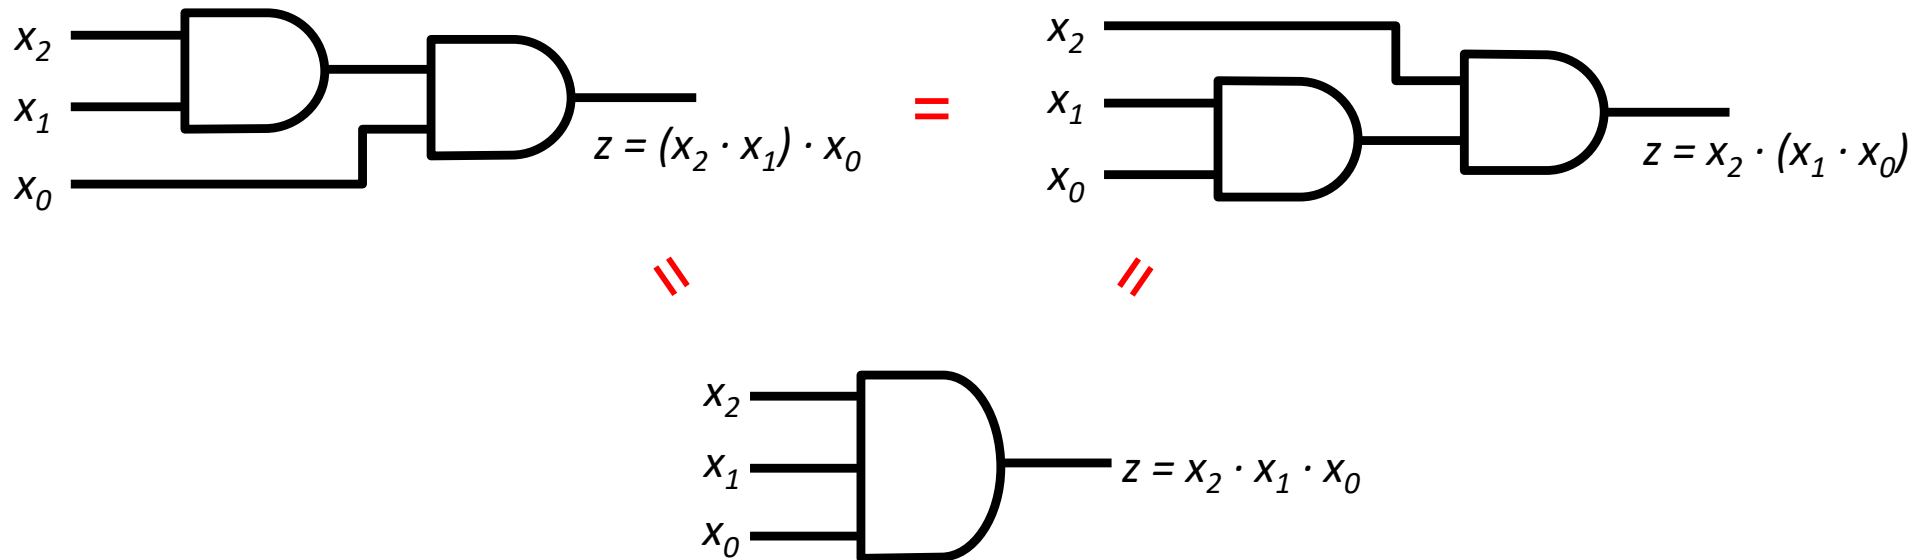 x₂
x₁
x₀
z = (x₂ · x₁) · x₀
=
x₂
x₁
x₀
z = x₂ · (x₁ · x₀)
=
=
x₂
x₁
x₀
z = x₂ · x₁ · x₀